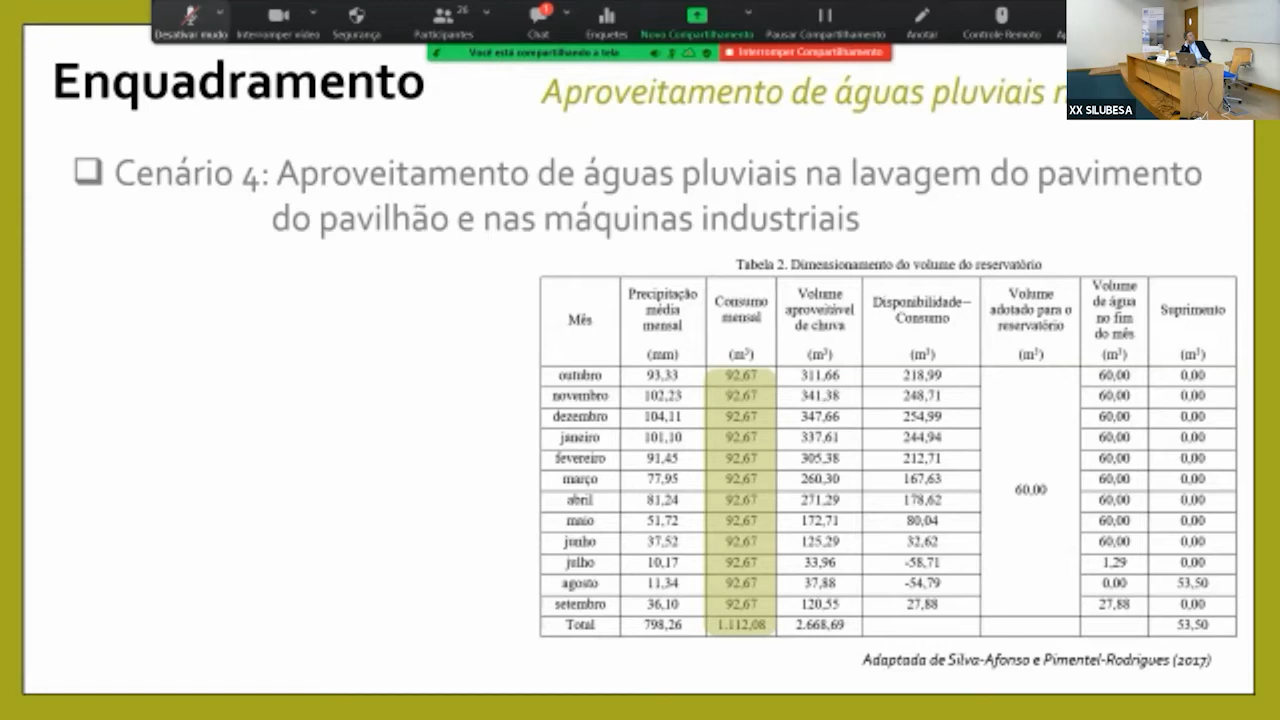 Desativar mudo Interromper vídeo Segurança Participantes 26 Chat 1 Enquetes Novo Compartilhamento Pausar Compartilhamento Anotar Controle Remoto
Você está compartilhando a tela Interromper Compartilhamento
Enquadramento
Aproveitamento de águas pluviais
XX SILUBESA
Cenário 4: Aproveitamento de águas pluviais na lavagem do pavimento
do pavilhão e nas máquinas industriais
Tabela 2. Dimensionamento do volume do reservatório
Mês Precipitação média mensal (mm) Consumo mensal (m³) Volume aproveitável de chuva (m³) Disponibilidade–Consumo (m³) Volume adotado para o reservatório (m³) Volume de água no fim do mês (m³) Suprimento (m³)
outubro 93,33 92,67 311,66 218,99 60,00 0,00
novembro 102,23 92,67 341,38 248,71 60,00 0,00
dezembro 104,11 92,67 347,66 254,99 60,00 0,00
janeiro 101,10 92,67 337,61 244,94 60,00 0,00
fevereiro 91,45 92,67 305,38 212,71 60,00 0,00
março 77,95 92,67 260,30 167,63 60,00 0,00
60,00
abril 81,24 92,67 271,29 178,62 60,00 0,00
maio 51,72 92,67 172,71 80,04 60,00 0,00
junho 37,52 92,67 125,29 32,62 60,00 0,00
julho 10,17 92,67 33,96 -58,71 1,29 0,00
agosto 11,34 92,67 37,88 -54,79 0,00 53,50
setembro 36,10 92,67 120,55 27,88 27,88 0,00
Total 798,26 1.112,08 2.668,69 53,50
Adaptada de Silva-Afonso e Pimentel-Rodrigues (2017)